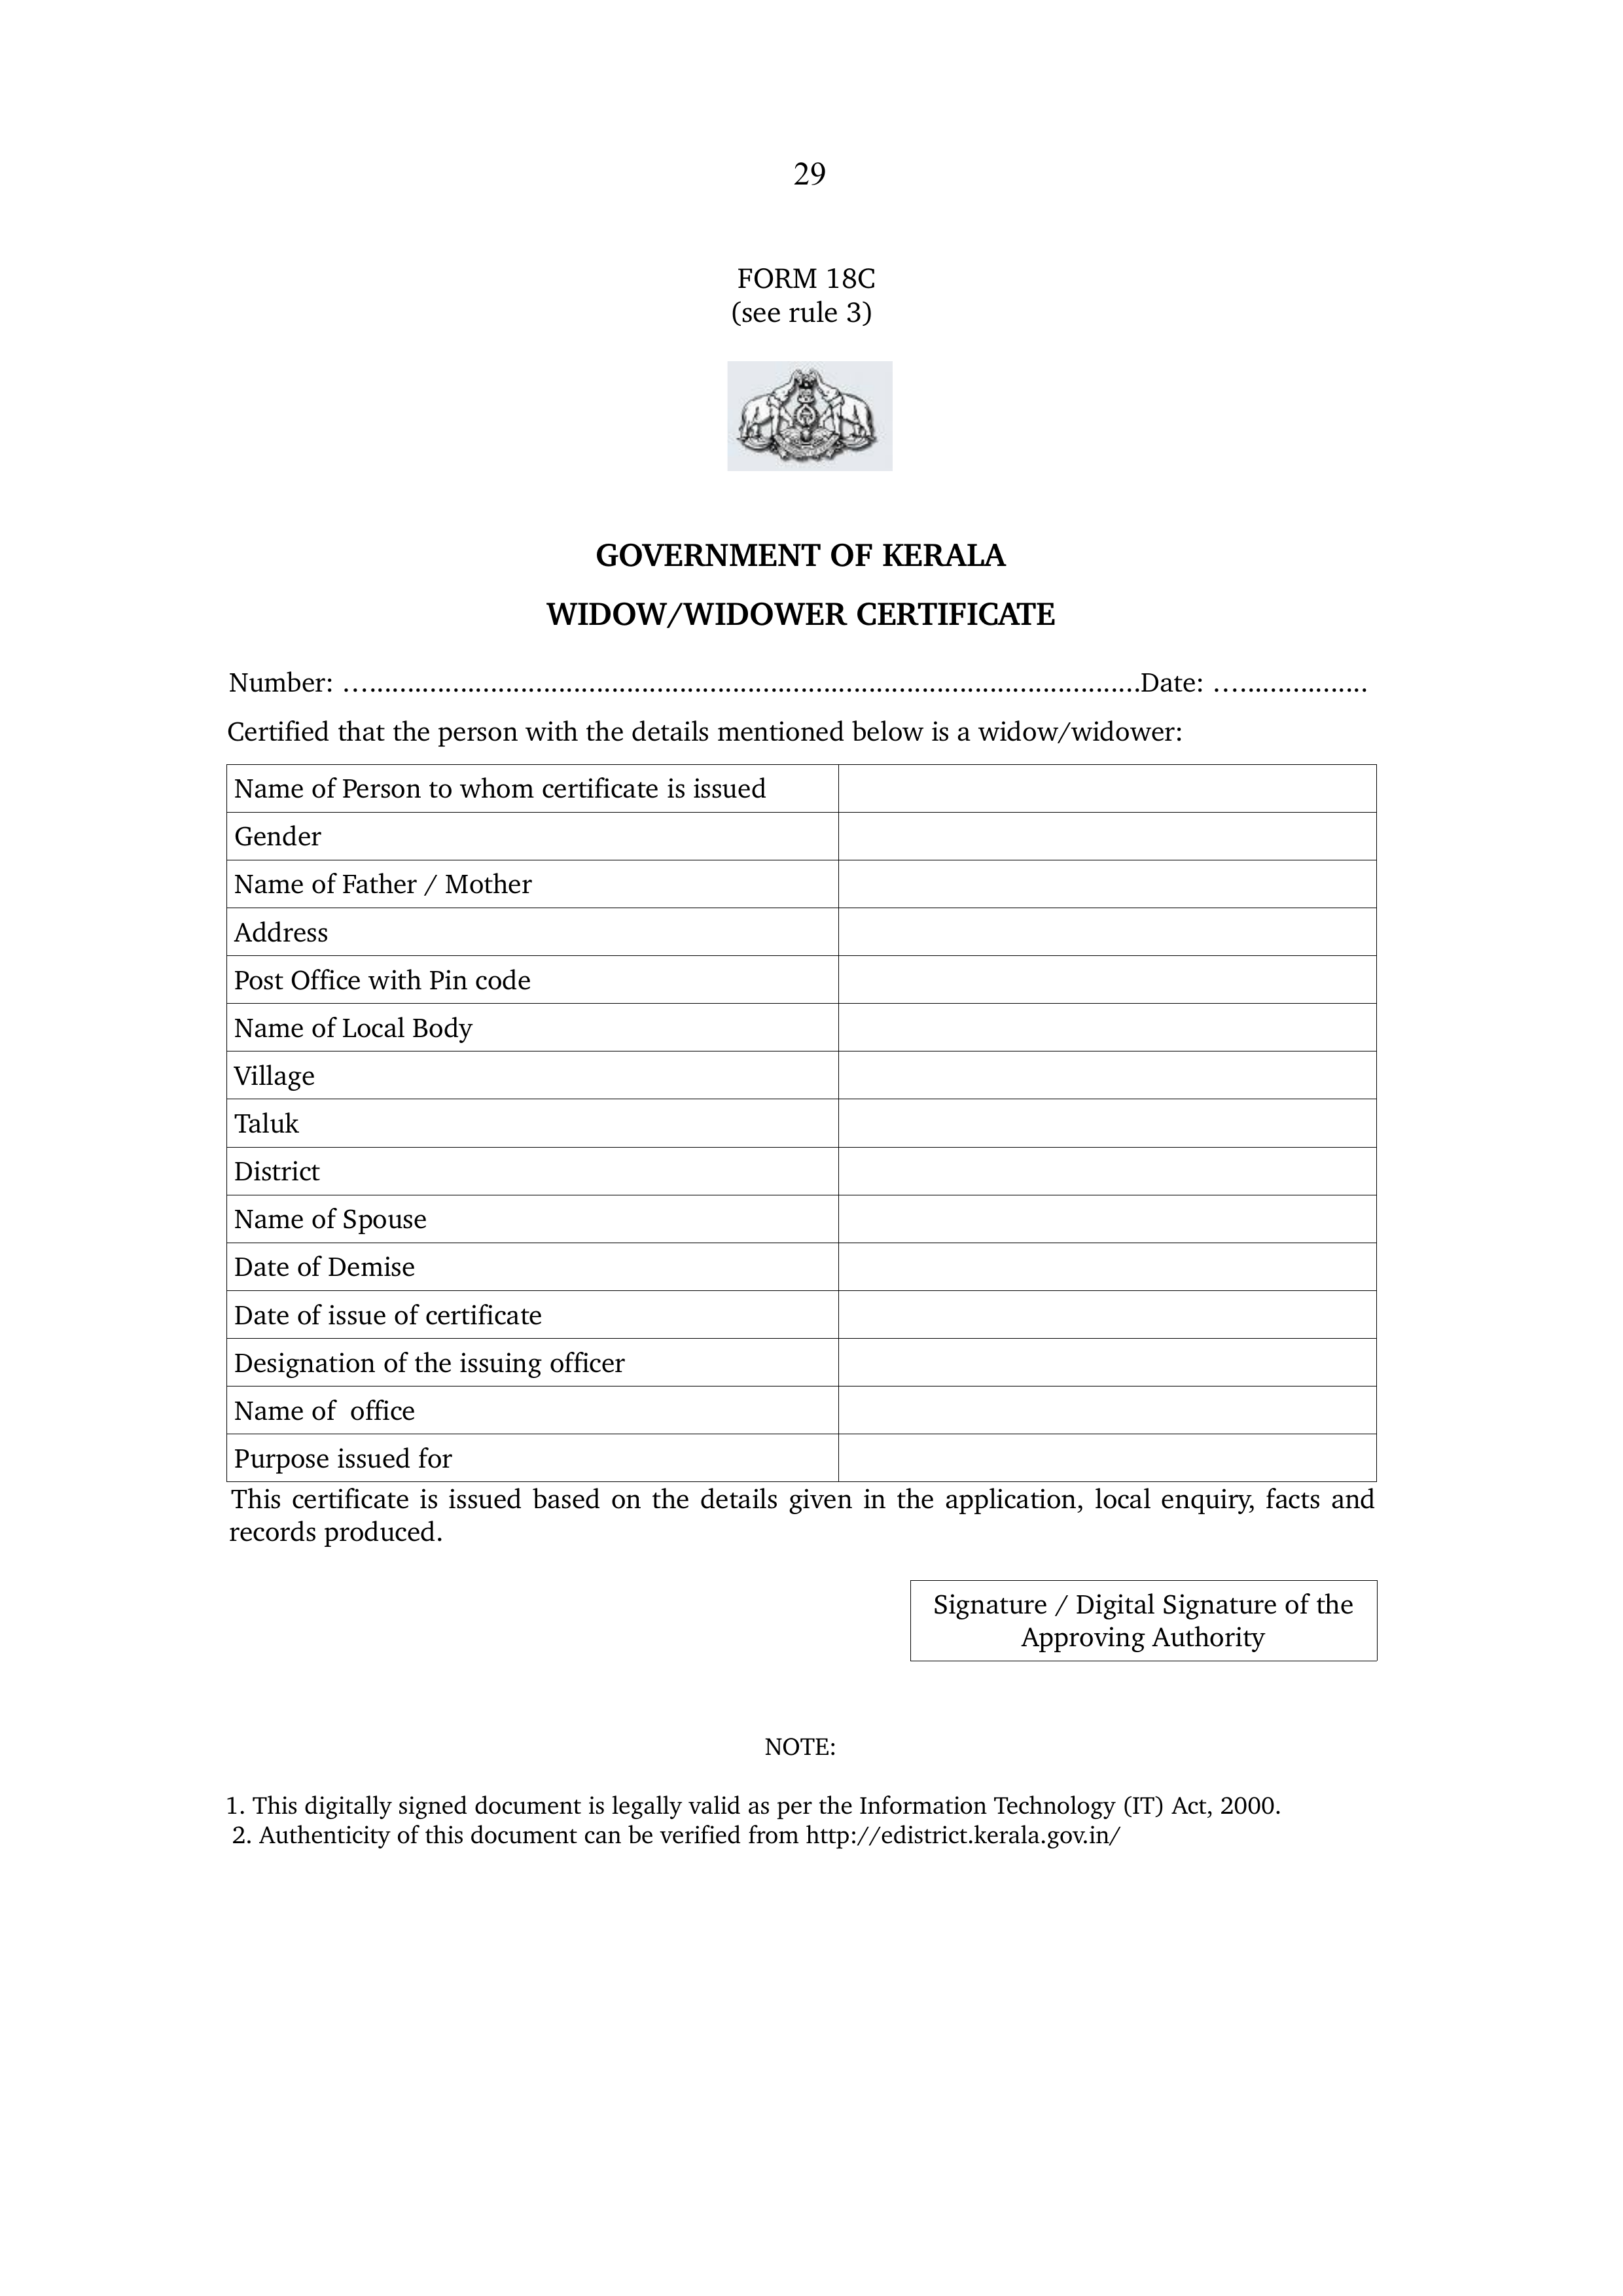 29
FORM 18C
(see rule 3)
GOVERNMENT OF KERALA
WIDOW/WIDOWER CERTIFICATE
Number: ….......................................................................................................Date: ….................
Certified that the person with the details mentioned below is a widow/widower:
Name of Person to whom certificate is issued
Gender
Name of Father / Mother
Address
Post Office with Pin code
Name of Local Body
Village
Taluk
District
Name of Spouse
Date of Demise
Date of issue of certificate
Designation of the issuing officer
Name of  office
Purpose issued for
This certificate is issued based on the details given in the application, local enquiry, facts and
records produced.
Signature / Digital Signature of the
Approving Authority
NOTE:
1. This digitally signed document is legally valid as per the Information Technology (IT) Act, 2000.
2. Authenticity of this document can be verified from http://edistrict.kerala.gov.in/